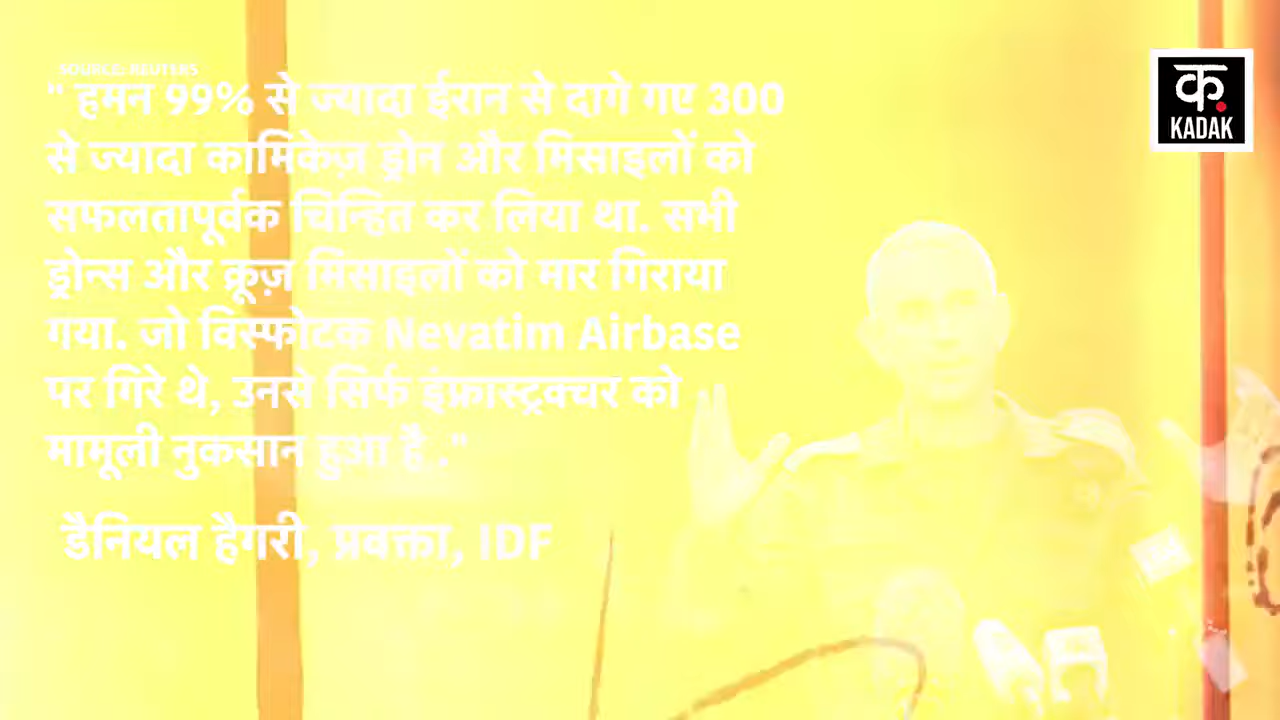 SOURCE: REUTERS
" हमने 99% से ज्यादा ईरान से दागे गए 300
से ज्यादा कामिकेज़ ड्रोन और मिसाइलों को
सफलतापूर्वक चिन्हित कर लिया था. सभी
ड्रोन्स और क्रूज़ मिसाइलों को मार गिराया
गया. जो विस्फोटक Nevatim Airbase
पर गिरे थे, उनसे सिर्फ इंफ्रास्ट्रक्चर को
मामूली नुकसान हुआ है ."
डैनियल हैगरी, प्रवक्ता, IDF
क.
KADAK